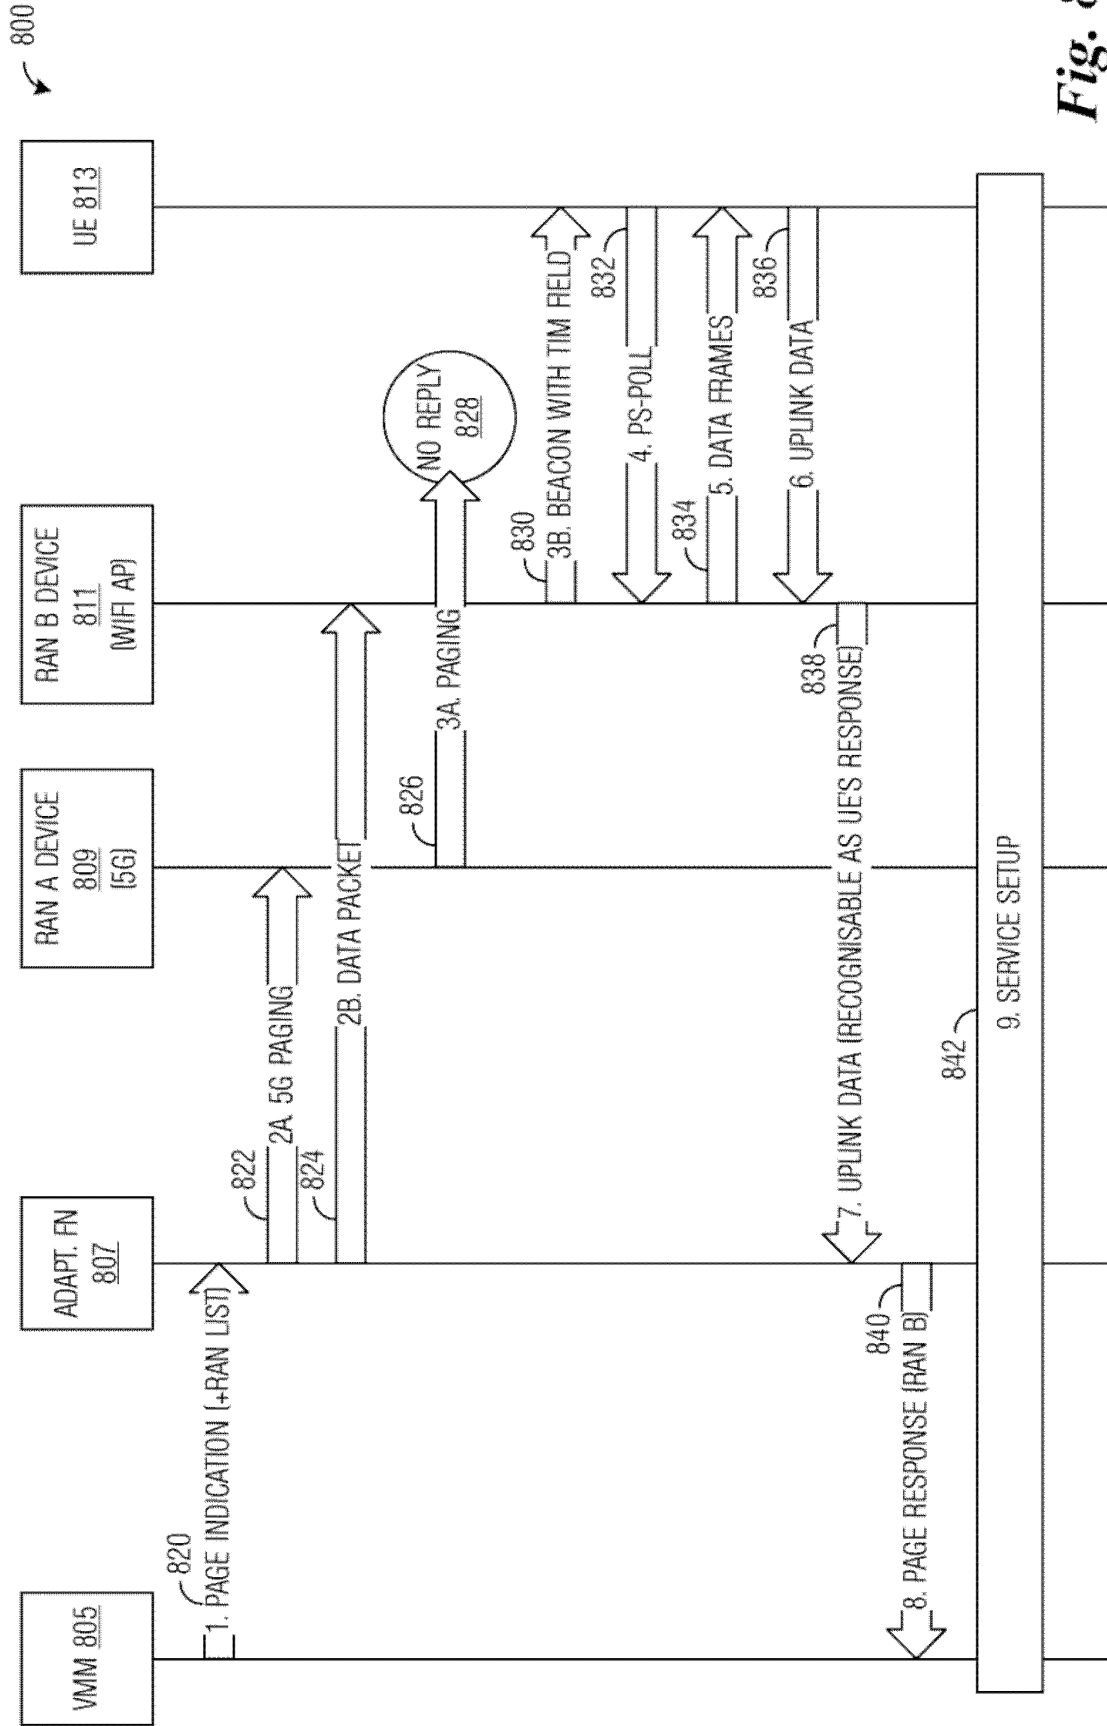 800
VMM 805
ADAPT. FN
807
RAN A DEVICE
809
(5G)
RAN B DEVICE
811
(WIFI AP)
UE 813
820
1. PAGE INDICATION (+RAN LIST)
822
2A. 5G PAGING
824
2B. DATA PACKET
826
3A. PAGING
NO REPLY
828
830
3B. BEACON WITH TIM FIELD
832
4. PS-POLL
834
5. DATA FRAMES
836
6. UPLINK DATA
838
7. UPLINK DATA (RECOGNISABLE AS UE'S RESPONSE)
840
8. PAGE RESPONSE (RAN B)
842
9. SERVICE SETUP
Fig. 8